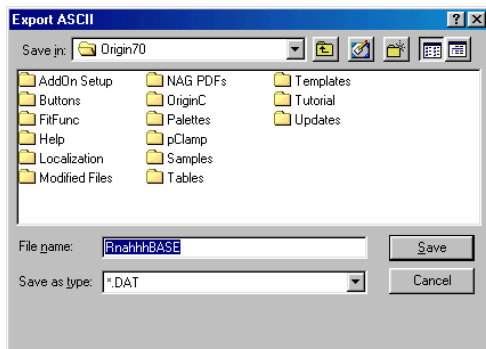 Export ASCII
Save in: Origin70
AddOn Setup NAG PDFs Templates
Buttons OriginC Tutorial
FitFunc Palettes Updates
Help pClamp
Localization Samples
Modified Files Tables
File name: RnahhhBASE Save
Save as type: *.DAT Cancel